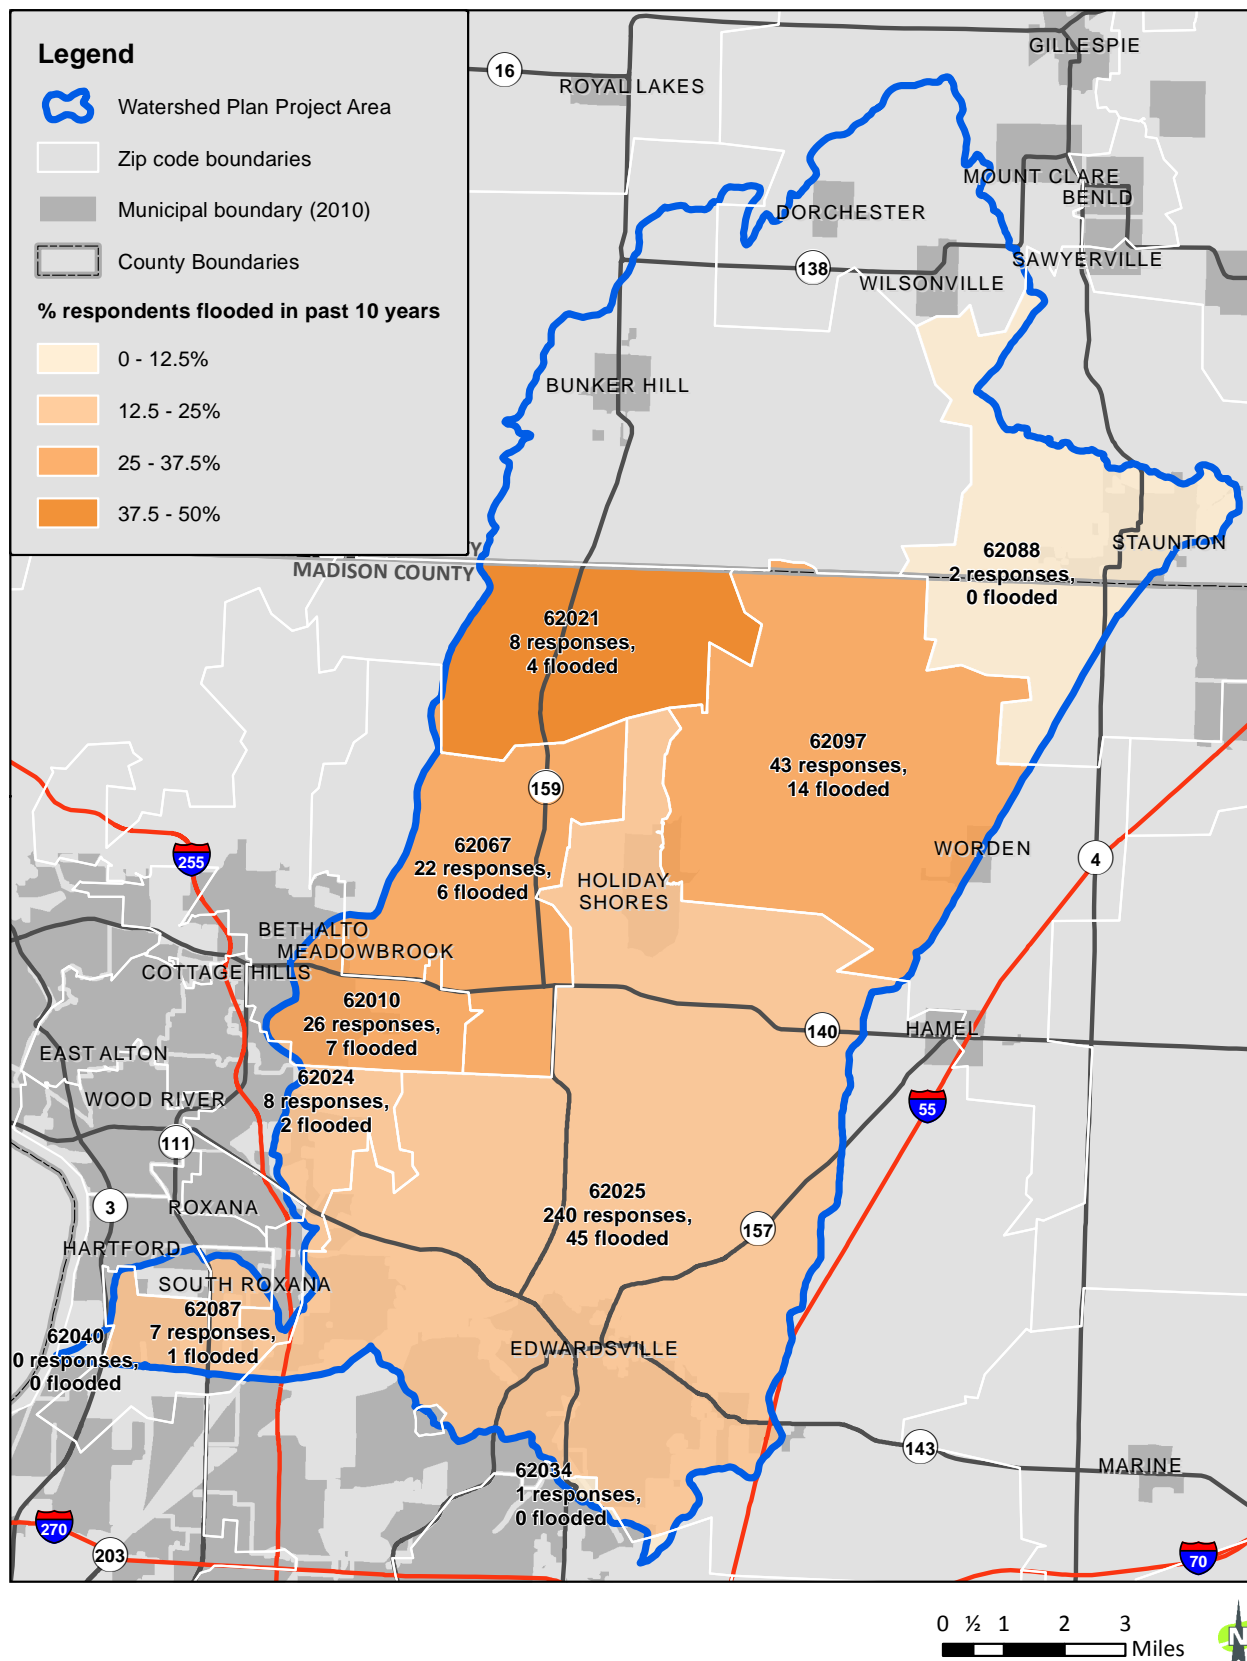 Legend
Watershed Plan Project Area
Zip code boundaries
Municipal boundary (2010)
County Boundaries
% respondents flooded in past 10 years
0 - 12.5%
12.5 - 25%
25 - 37.5%
37.5 - 50%
GILLESPIE
16
ROYAL LAKES
MOUNT CLARE
BENLD
DORCHESTER
SAWYERVILLE
138
WILSONVILLE
BUNKER HILL
STAUNTON
62088
2 responses,
0 flooded
MADISON COUNTY
62021
8 responses,
4 flooded
62097
43 responses,
14 flooded
159
62067
22 responses,
6 flooded
WORDEN
4
255
HOLIDAY
SHORES
BETHALTO
MEADOWBROOK
COTTAGE HILLS
62010
26 responses,
7 flooded
140
HAMEL
EAST ALTON
62024
8 responses,
2 flooded
WOOD RIVER
55
111
62025
240 responses,
45 flooded
3
ROXANA
157
HARTFORD
SOUTH ROXANA
62087
7 responses,
1 flooded
62040
0 responses,
0 flooded
EDWARDSVILLE
143
MARINE
62034
1 responses,
0 flooded
270
203
70
0 ½ 1 2 3
Miles
N